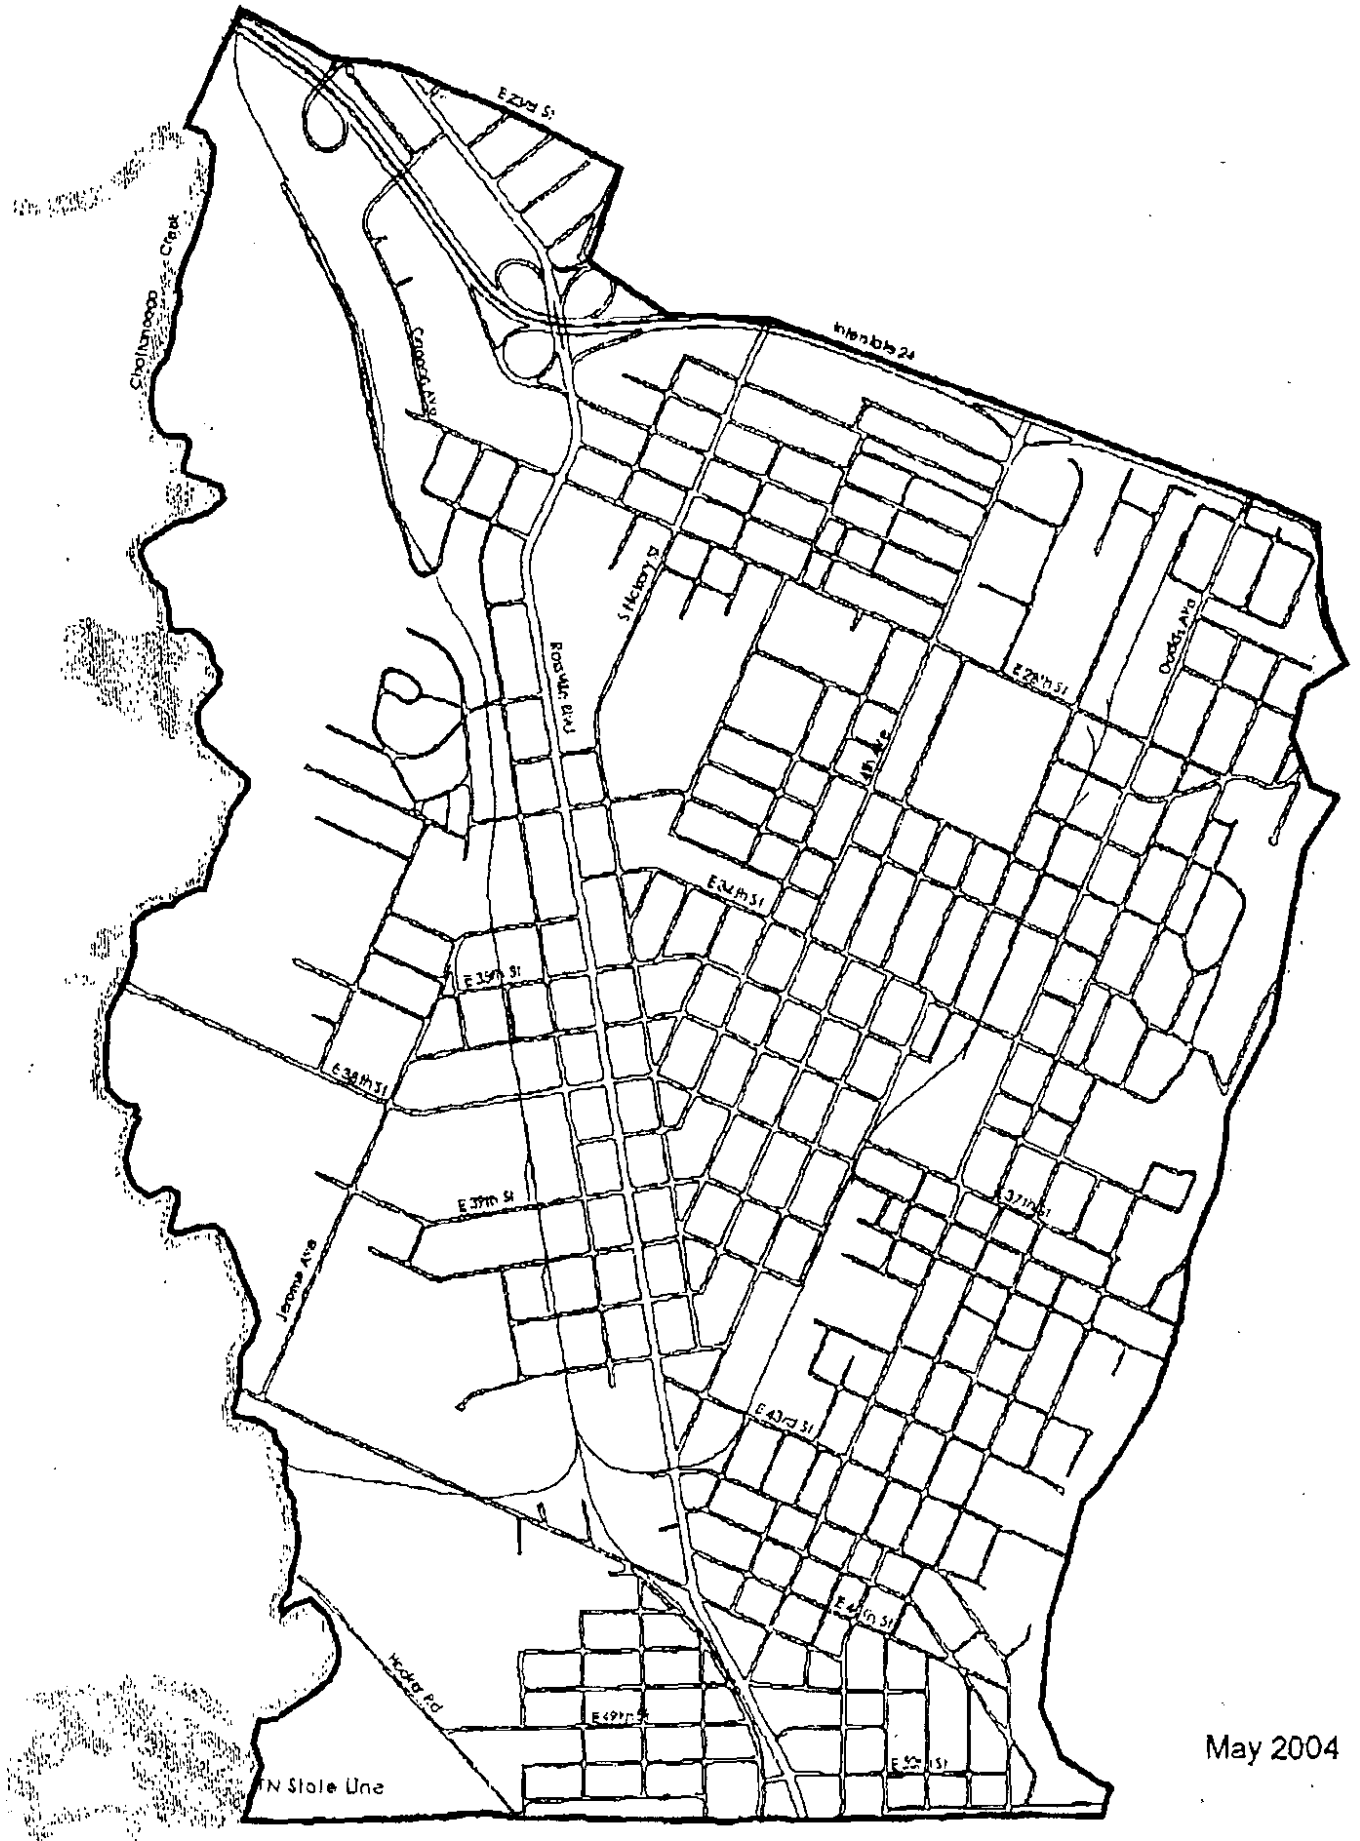 E 23rd St
Chattanooga Creek
Interstate 24
S Hickory St
Dodds Ave
Rossville Blvd
E 28th St
4th Ave
E 34th St
E 35th St
E 38th St
E 39th St
E 37th St
Jerome Ave
E 43rd St
Hooker Rd
E 49th St
E 50th St
TN State Line
May 2004